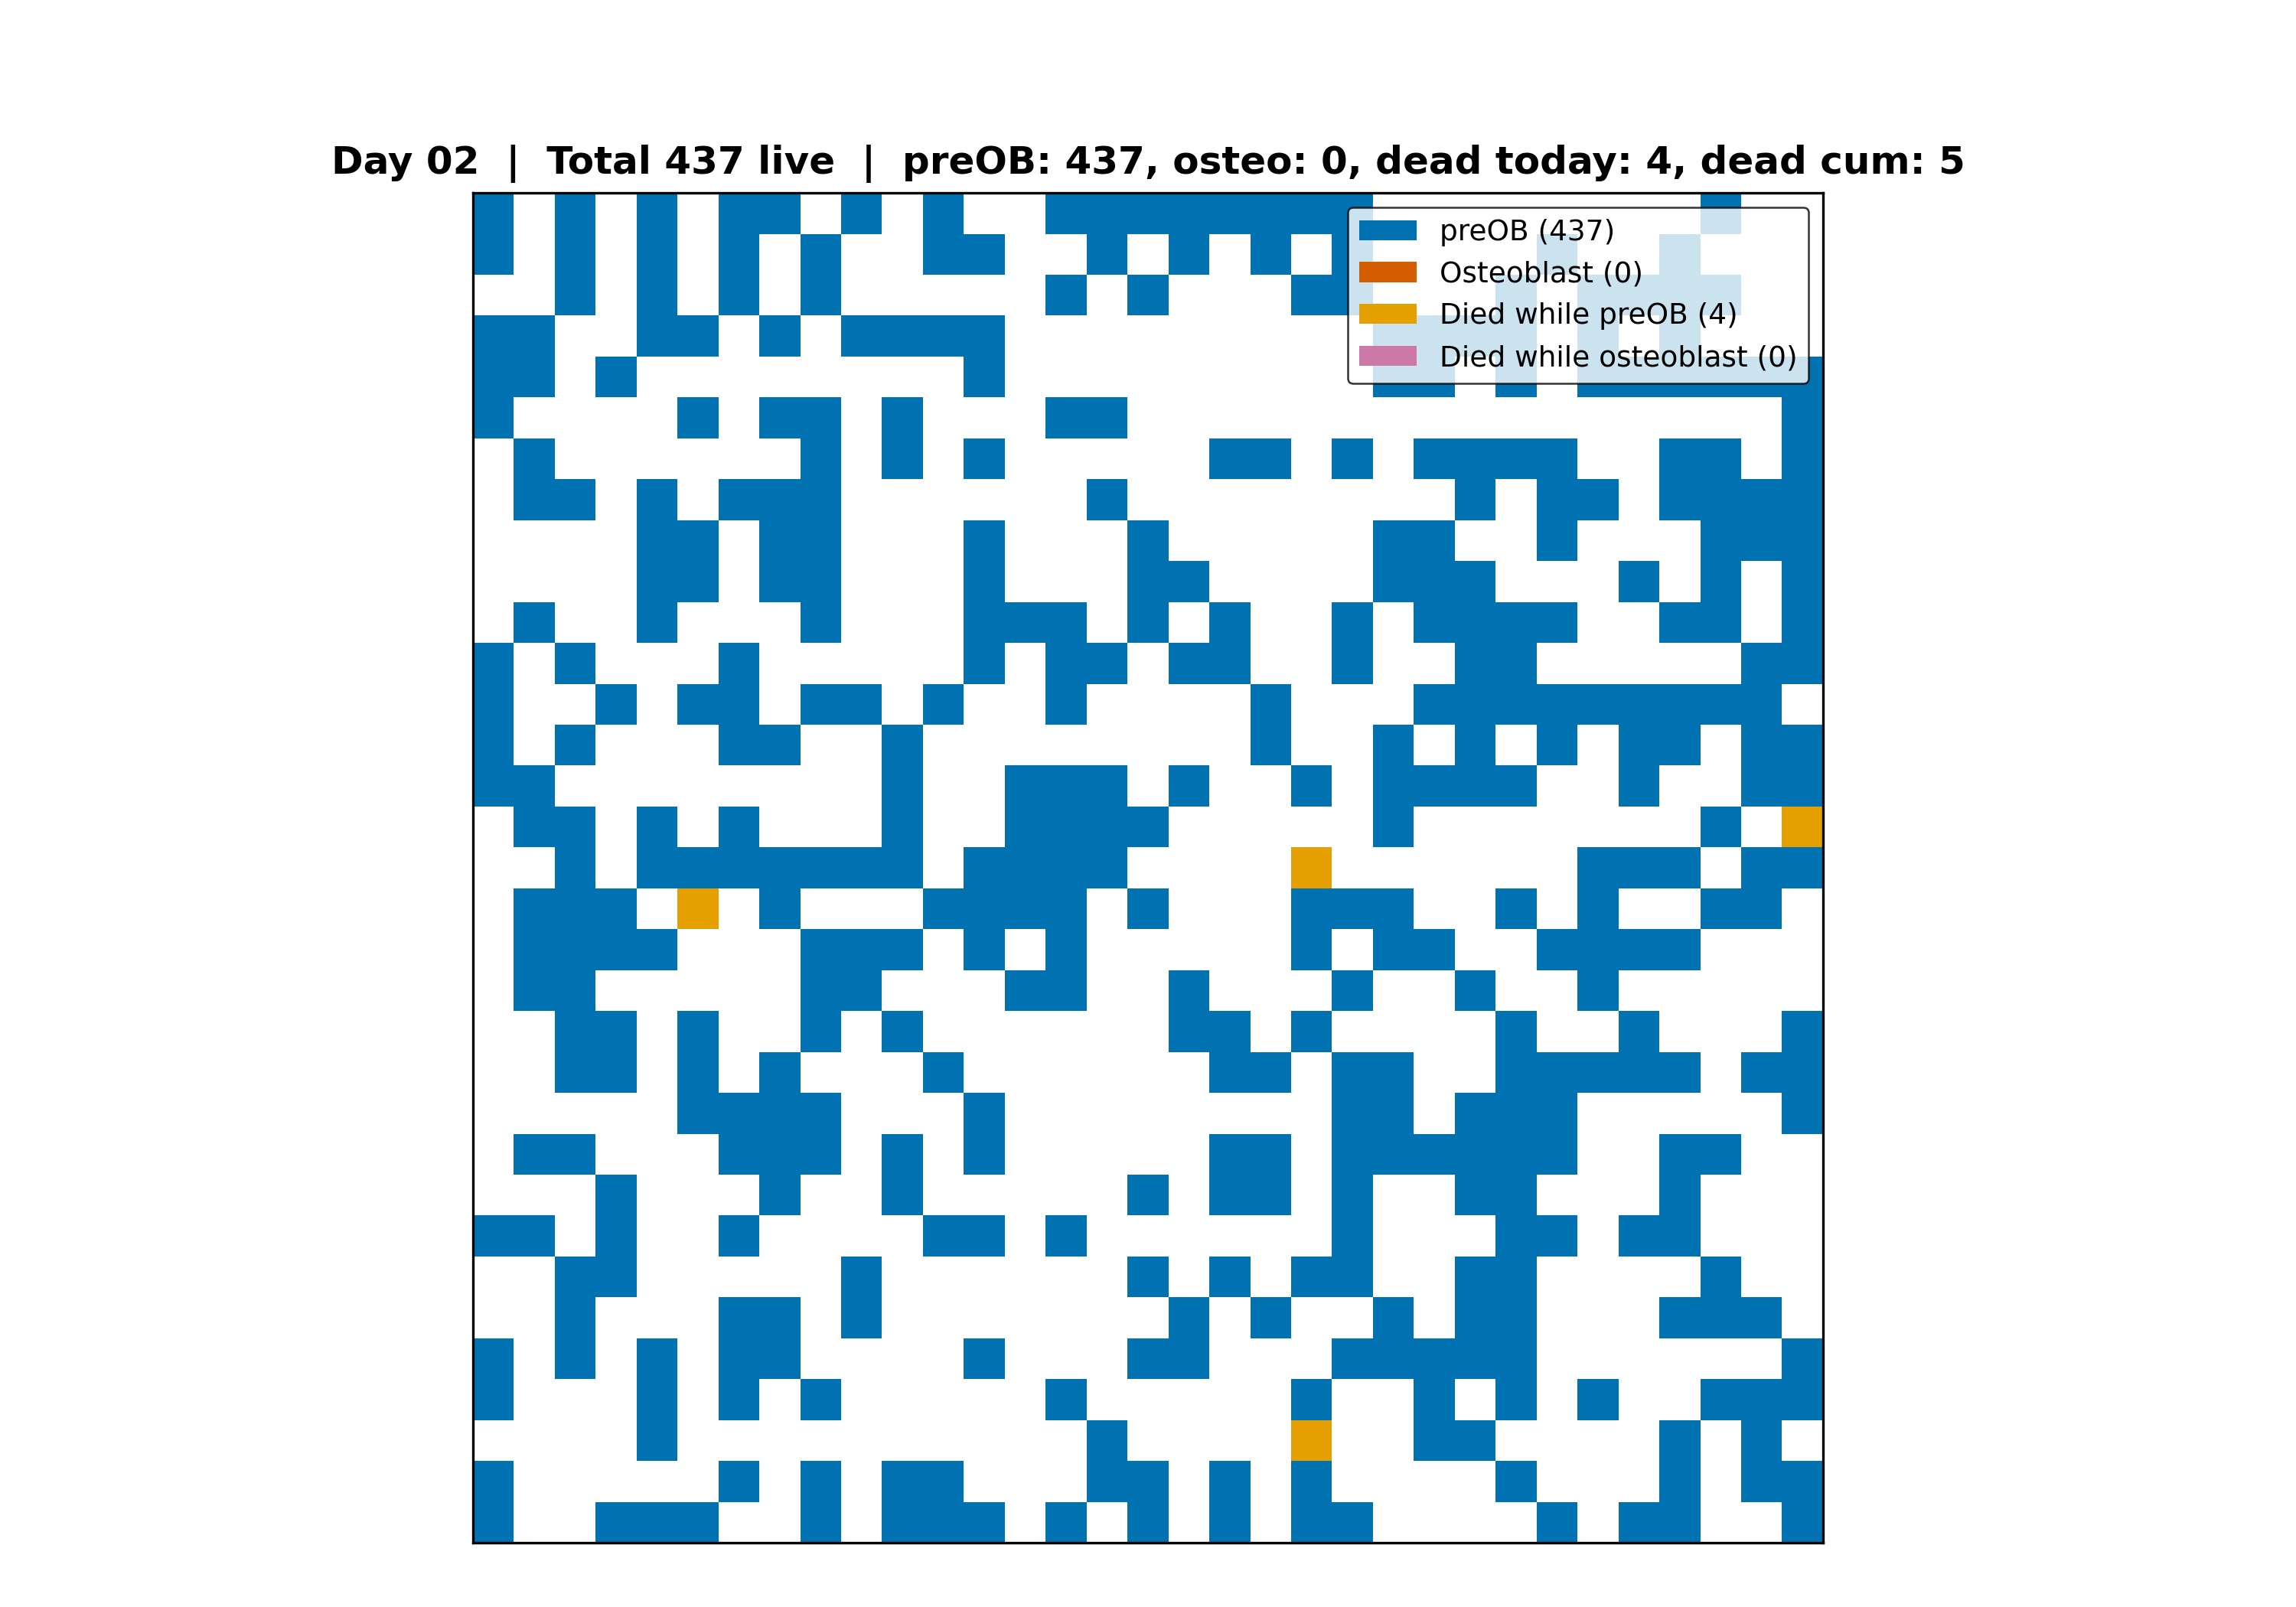 Day 02 | Total 437 live | preOB: 437, osteo: 0, dead today: 4, dead cum: 5
preOB (437)
Osteoblast (0)
Died while preOB (4)
Died while osteoblast (0)